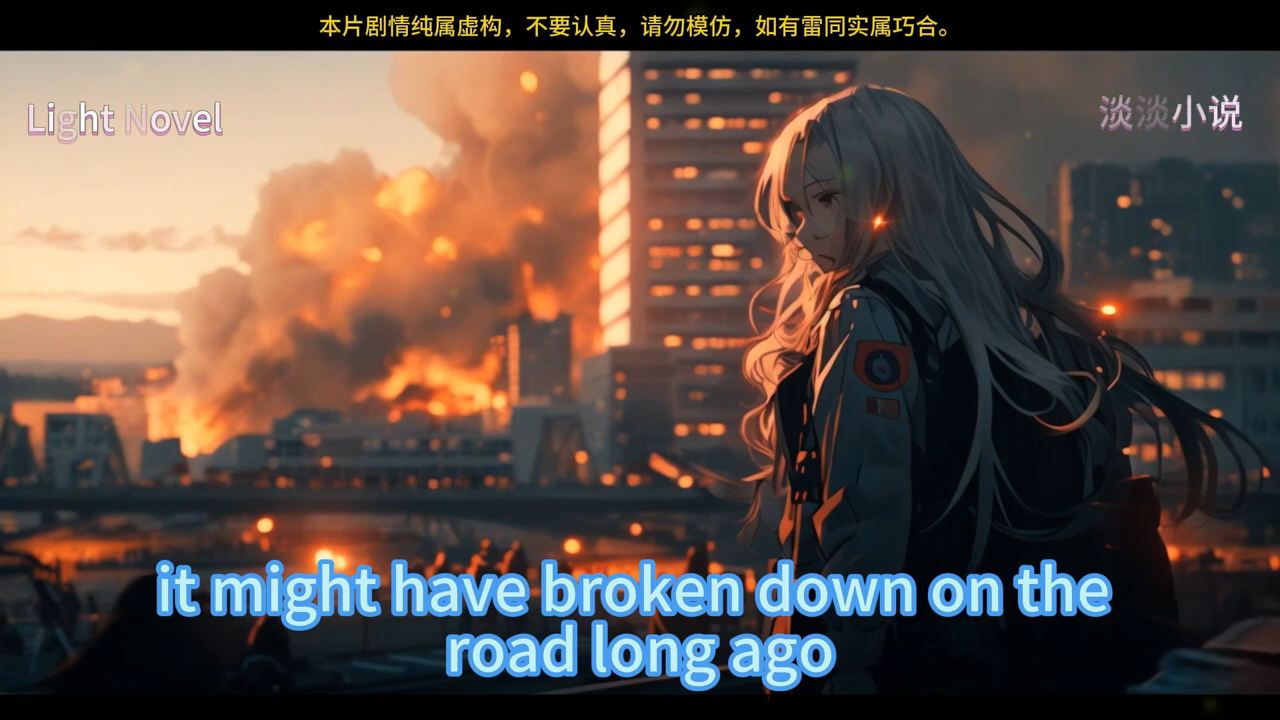 本片剧情纯属虚构，不要认真，请勿模仿，如有雷同实属巧合。
Light Novel
淡淡小说
it might have broken down on the
road long ago